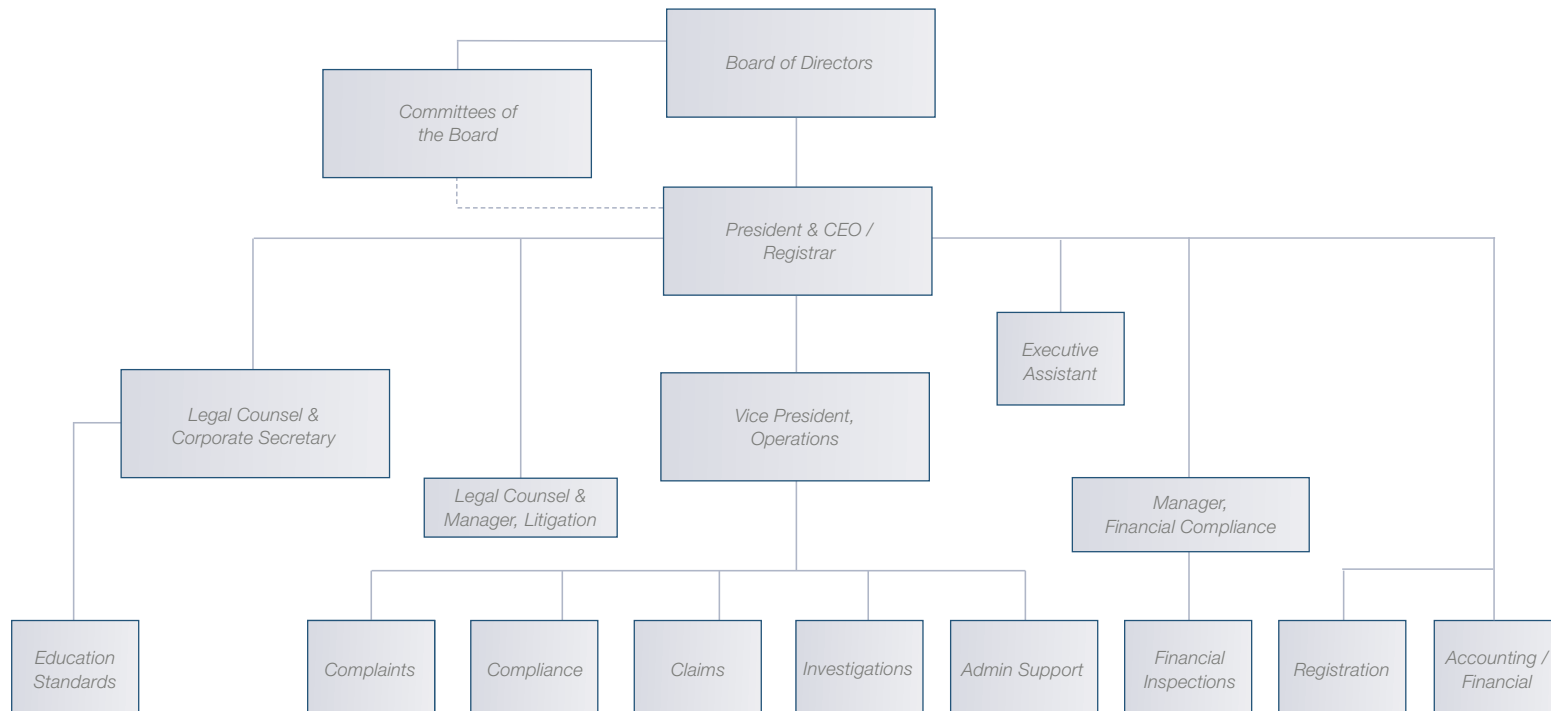 Board of Directors
Committees of
the Board
President & CEO /
Registrar
Executive
Assistant
Legal Counsel &
Corporate Secretary
Vice President,
Operations
Legal Counsel &
Manager, Litigation
Manager,
Financial Compliance
Education
Standards
Complaints
Compliance
Claims
Investigations
Admin Support
Financial
Inspections
Registration
Accounting /
Financial